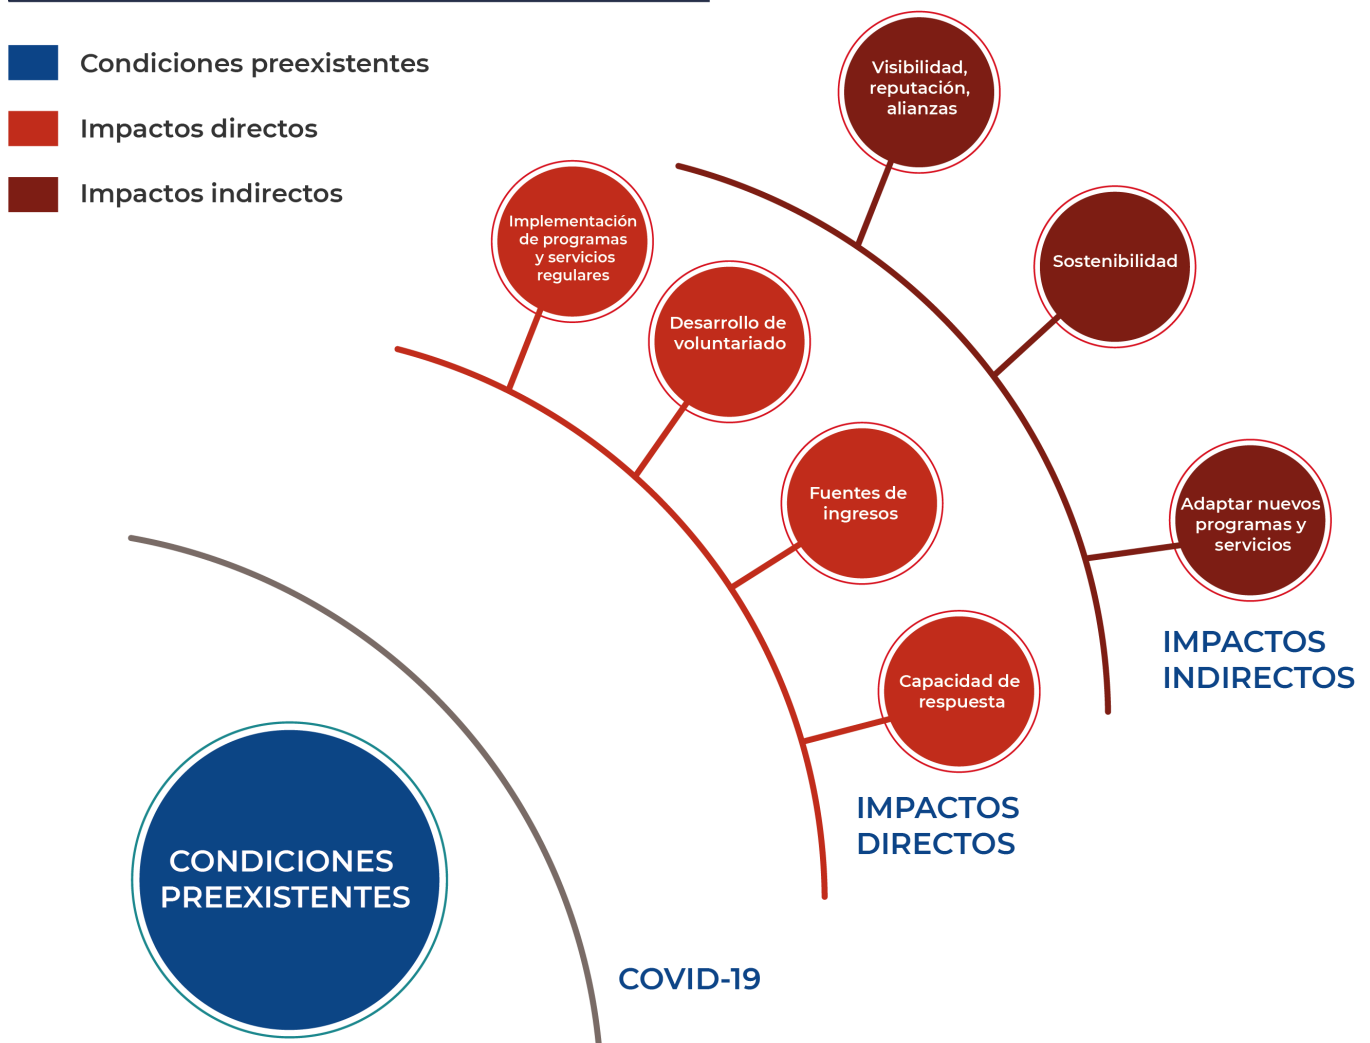 Condiciones preexistentes
Impactos directos
Impactos indirectos
Visibilidad,
reputación,
alianzas
Sostenibilidad
Adaptar nuevos
programas y
servicios
IMPACTOS
INDIRECTOS
Implementación
de programas
y servicios
regulares
Desarrollo de
voluntariado
Fuentes de
ingresos
Capacidad de
respuesta
IMPACTOS
DIRECTOS
CONDICIONES
PREEXISTENTES
COVID-19